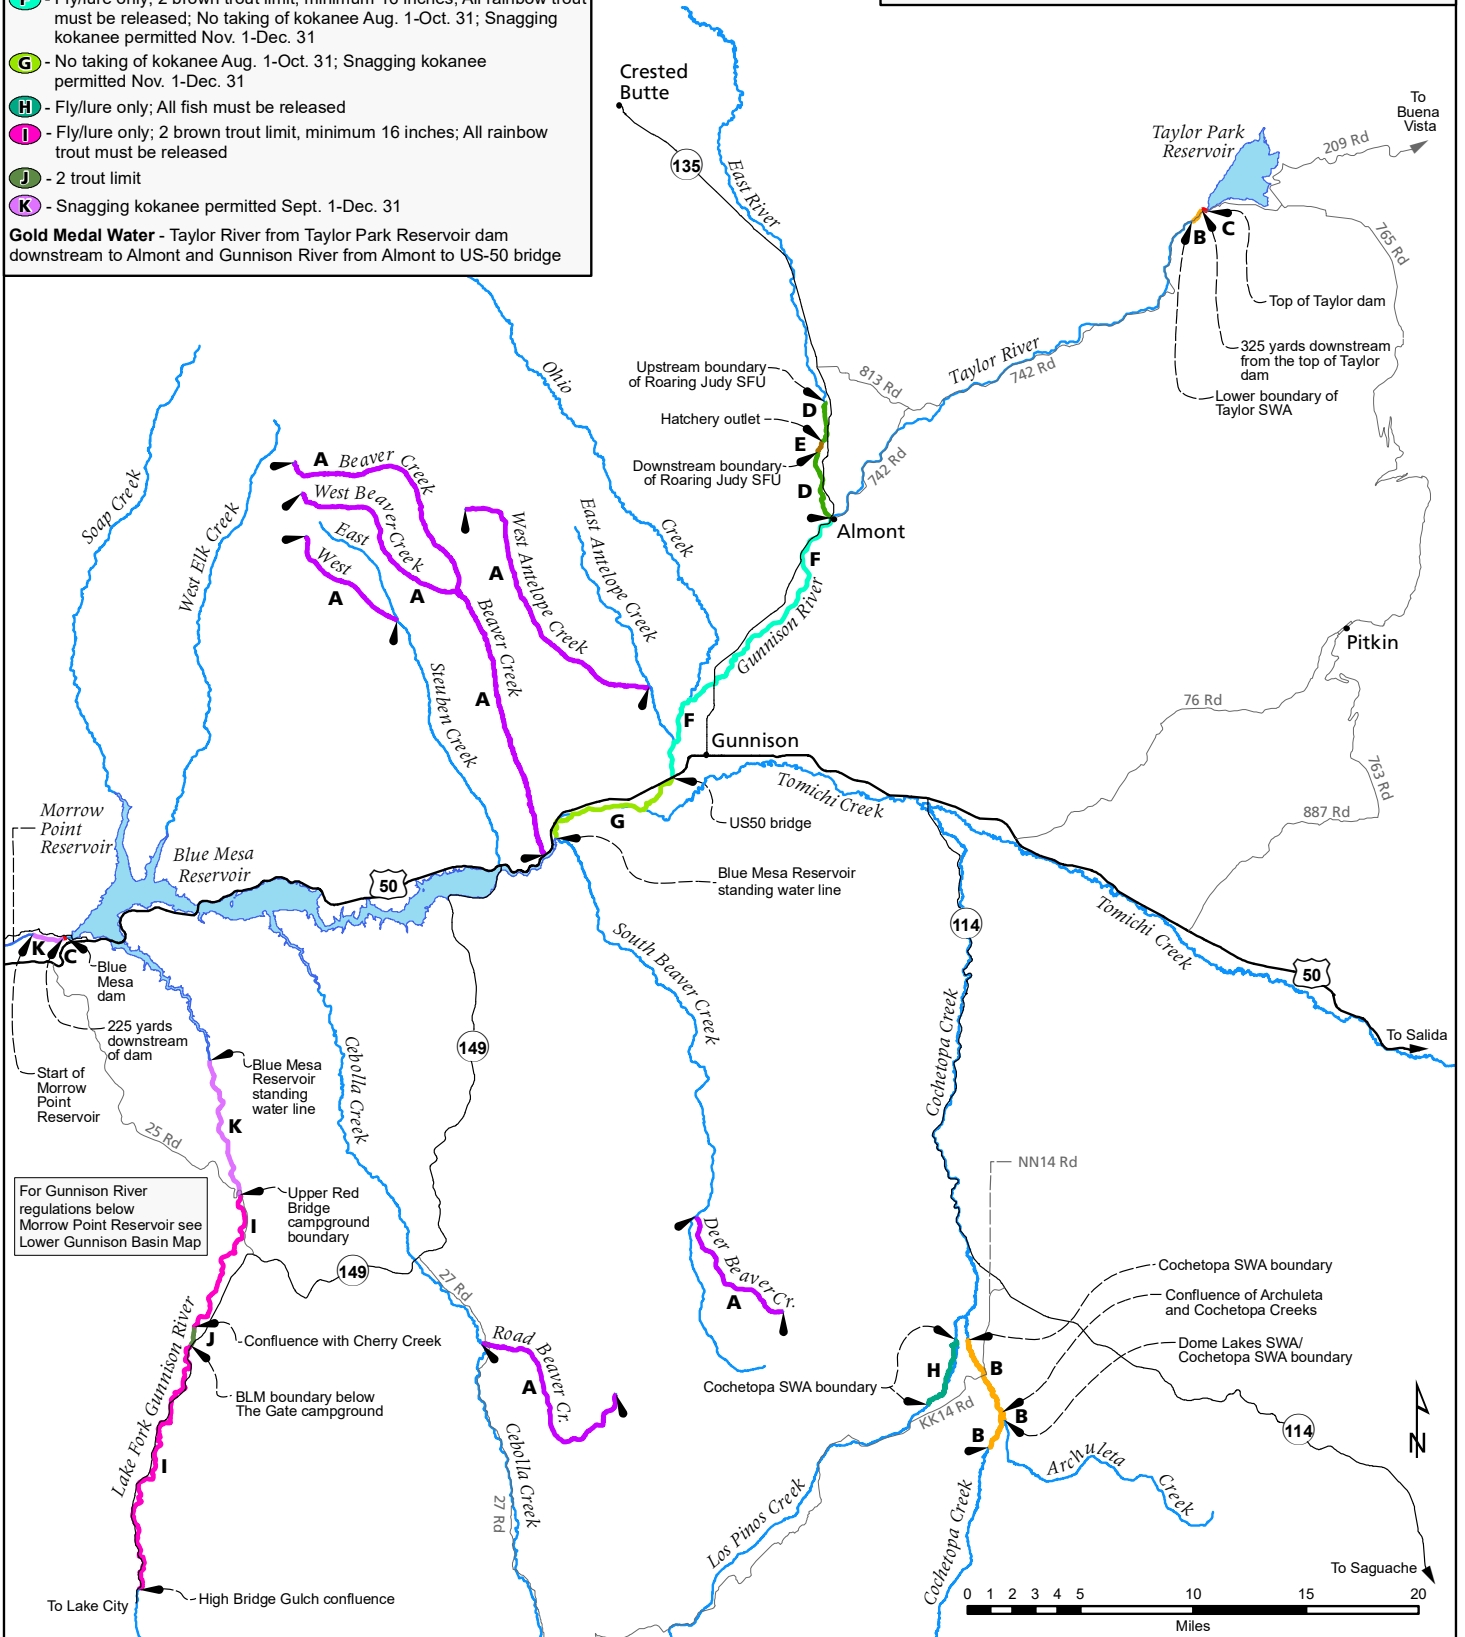 F - Fly/lure only; 2 brown trout limit, minimum 16 inches; All rainbow trout
must be released; No taking of kokanee Aug. 1-Oct. 31; Snagging
kokanee permitted Nov. 1-Dec. 31
G - No taking of kokanee Aug. 1-Oct. 31; Snagging kokanee
permitted Nov. 1-Dec. 31
H - Fly/lure only; All fish must be released
I - Fly/lure only; 2 brown trout limit, minimum 16 inches; All rainbow
trout must be released
J - 2 trout limit
K - Snagging kokanee permitted Sept. 1-Dec. 31
Gold Medal Water - Taylor River from Taylor Park Reservoir dam
downstream to Almont and Gunnison River from Almont to US-50 bridge
Crested
Butte
135
East River
To
Buena
Vista
209 Rd
Taylor Park
Reservoir
B
C
765 Rd
Top of Taylor dam
325 yards downstream
from the top of Taylor
dam
Lower boundary of
Taylor SWA
Taylor River
742 Rd
813 Rd
742 Rd
Upstream boundary
of Roaring Judy SFU
D
Hatchery outlet
E
Downstream boundary
of Roaring Judy SFU
D
Almont
F
Gunnison River
F
Ohio
Creek
Soap Creek
West Elk Creek
A
Beaver Creek
West Beaver Creek
A
East
West
A
Steuben Creek
Beaver Creek
A
West Antelope Creek
A
East Antelope Creek
Pitkin
76 Rd
763 Rd
887 Rd
Gunnison
Tomichi Creek
US50 bridge
G
Blue Mesa Reservoir
standing water line
Morrow
Point
Reservoir
Blue Mesa
Reservoir
50
K
C
Blue
Mesa
dam
225 yards
downstream
of dam
Start of
Morrow
Point
Reservoir
25 Rd
Blue Mesa
Reservoir
standing
water line
K
Cebolla Creek
149
South Beaver Creek
114
Cochetopa Creek
Tomichi Creek
50
To Salida
For Gunnison River
regulations below
Morrow Point Reservoir see
Lower Gunnison Basin Map
Upper Red
Bridge
campground
boundary
I
149
27 Rd
NN14 Rd
Deer Beaver Cr.
A
Cochetopa SWA boundary
Confluence of Archuleta
and Cochetopa Creeks
Dome Lakes SWA/
Cochetopa SWA boundary
Confluence with Cherry Creek
J
BLM boundary below
The Gate campground
Lake Fork Gunnison River
I
Road Beaver Cr.
A
Cebolla Creek
27 Rd
Cochetopa SWA boundary
H
B
B
B
KK14 Rd
Archuleta
Creek
114
N
Los Pinos Creek
Cochetopa Creek
To Saguache
High Bridge Gulch confluence
To Lake City
0 1 2 3 4 5 10 15 20
Miles